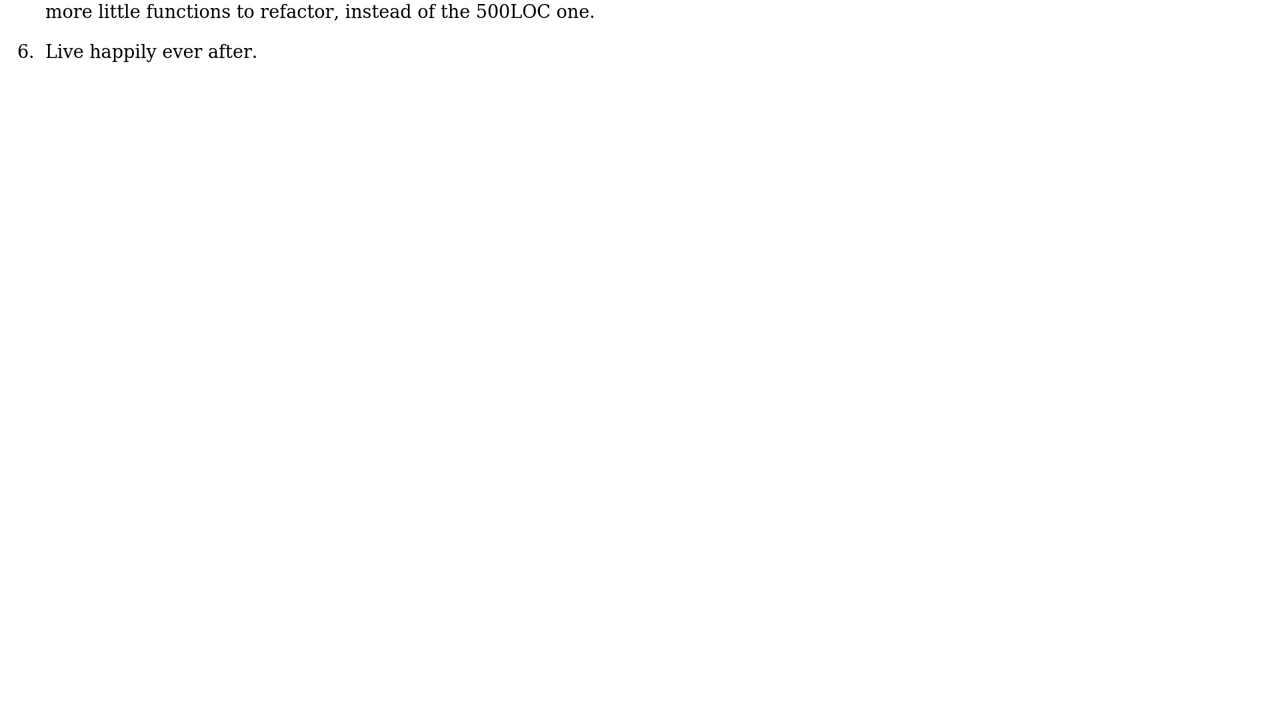 more little functions to refactor, instead of the 500LOC one.
6. Live happily ever after.